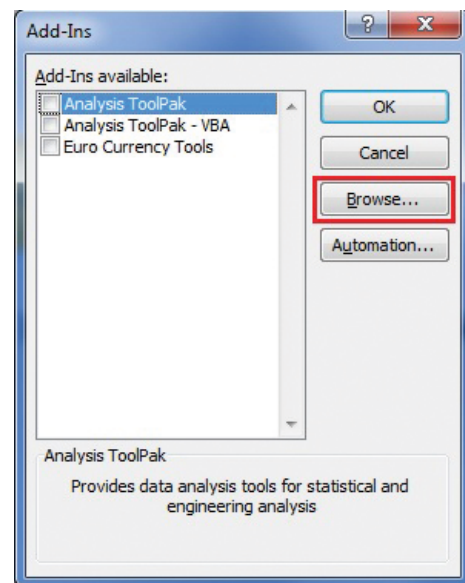 Add-Ins
?
X
Add-Ins available:
Analysis ToolPak
Analysis ToolPak - VBA
Euro Currency Tools
OK
Cancel
Browse...
Automation...
Analysis ToolPak
Provides data analysis tools for statistical and
engineering analysis